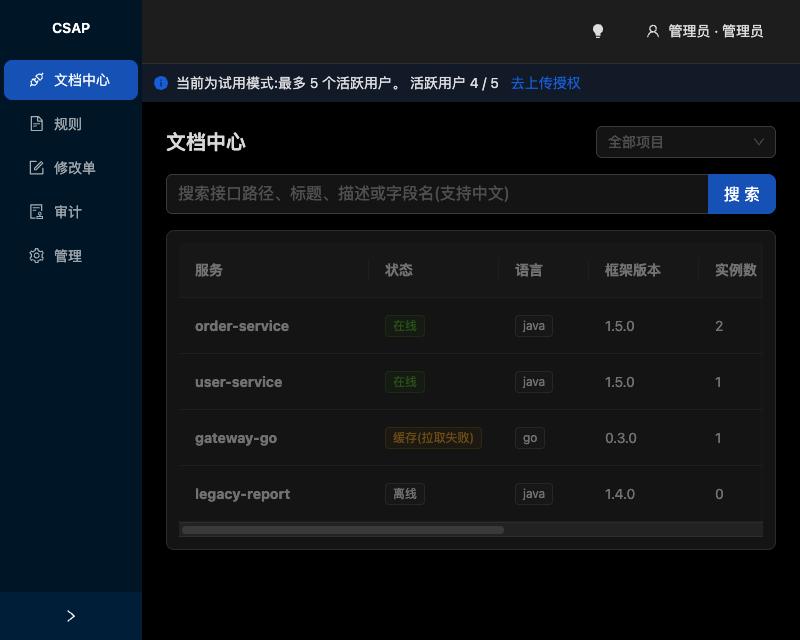 CSAP
管理员 · 管理员
文档中心
规则
修改单
审计
管理
当前为试用模式:最多 5 个活跃用户。 活跃用户 4 / 5 去上传授权
文档中心
全部项目
搜索接口路径、标题、描述或字段名(支持中文)
搜 索
服务 状态 语言 框架版本 实例数
order-service 在线 java 1.5.0 2
user-service 在线 java 1.5.0 1
gateway-go 缓存(拉取失败) go 0.3.0 1
legacy-report 离线 java 1.4.0 0